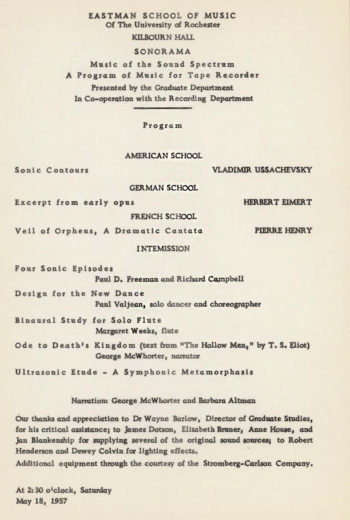 EASTMAN SCHOOL OF MUSIC
Of The University of Rochester
KILBOURN HALL
SONORAMA
Music of the Sound Spectrum
A Program of Music for Tape Recorder
Presented by the Graduate Department
In Co-operation with the Recording Department
Program
AMERICAN SCHOOL
Sonic Contours VLADIMIR USSACHEVSKY
GERMAN SCHOOL
Excerpt from early opus HERBERT EIMERT
FRENCH SCHOOL
Veil of Orpheus, A Dramatic Cantata PIERRE HENRY
INTEMISSION
Four Sonic Episodes
Paul D. Freeman and Richard Campbell
Design for the New Dance
Paul Valjean, solo dancer and choreographer
Binaural Study for Solo Flute
Margaret Weeks, flute
Ode to Death's Kingdom (text from "The Hollow Men," by T. S. Eliot)
George McWhorter, narrator
Ultrasonic Etude - A Symphonic Metamorphasis
Narration: George McWhorter and Barbara Altman
Our thanks and appreciation to Dr Wayne Barlow, Director of Graduate Studies,
for his critical assistance; to James Dotson, Elizabeth Bruner, Anne House, and
Jan Blankenship for supplying several of the original sound sources; to Robert
Henderson and Dewey Colvin for lighting effects.
Additional equipment through the courtesy of the Stromberg-Carlson Company.
At 2:30 o'clock, Saturday
May 18, 1957